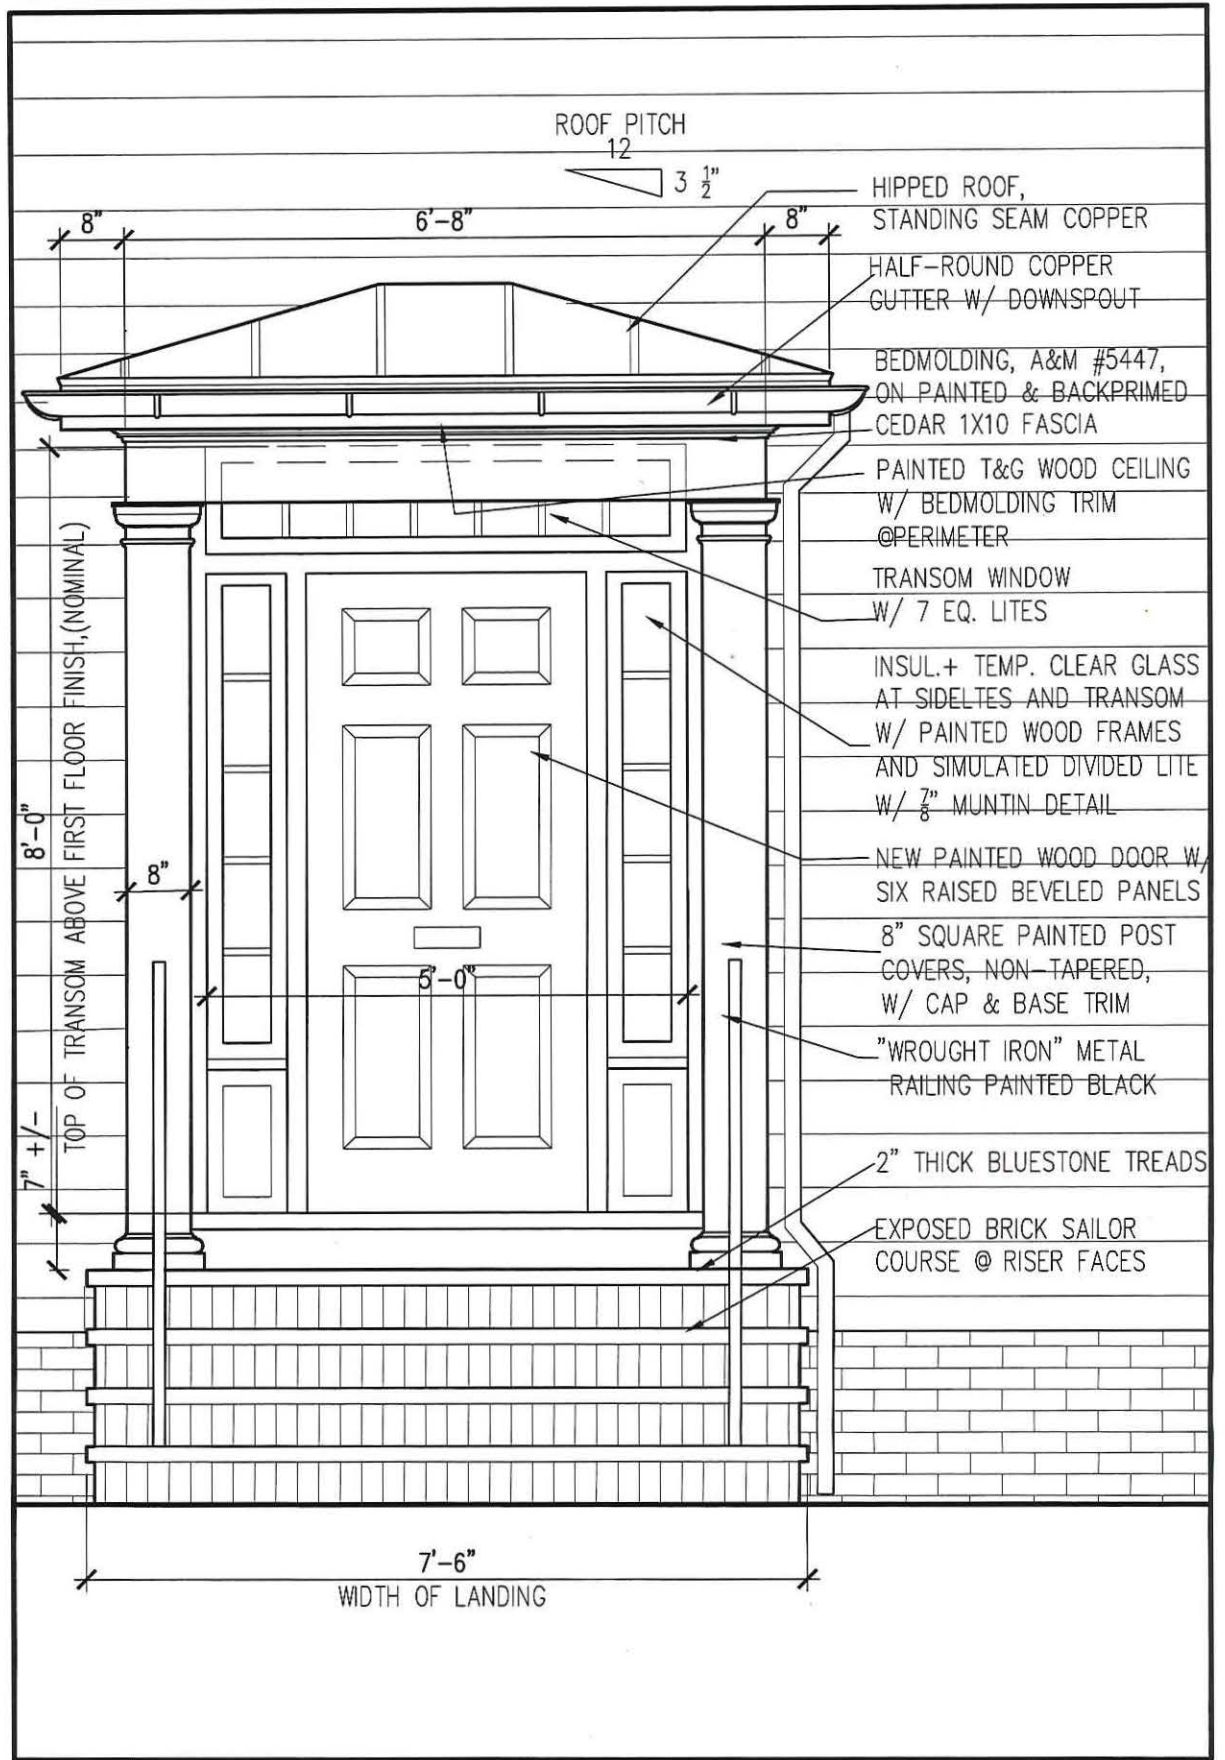 ROOF PITCH
12
3 1/2"
8"
6'-8"
8"
HIPPED ROOF,
STANDING SEAM COPPER
HALF-ROUND COPPER
GUTTER W/ DOWNSPOUT
BEDMOLDING, A&M #5447,
ON PAINTED & BACKPRIMED
CEDAR 1X10 FASCIA
PAINTED T&G WOOD CEILING
W/ BEDMOLDING TRIM
@PERIMETER
TRANSOM WINDOW
W/ 7 EQ. LITES
INSUL.+ TEMP. CLEAR GLASS
AT SIDELTES AND TRANSOM
W/ PAINTED WOOD FRAMES
AND SIMULATED DIVIDED LITE
W/ 7/8" MUNTIN DETAIL
NEW PAINTED WOOD DOOR W/
SIX RAISED BEVELED PANELS
8" SQUARE PAINTED POST
COVERS, NON-TAPERED,
W/ CAP & BASE TRIM
"WROUGHT IRON" METAL
RAILING PAINTED BLACK
2" THICK BLUESTONE TREADS
EXPOSED BRICK SAILOR
COURSE @ RISER FACES
8'-0"
TOP OF TRANSOM ABOVE FIRST FLOOR FINISH,(NOMINAL)
7" +/-
8"
5'-0"
7'-6"
WIDTH OF LANDING